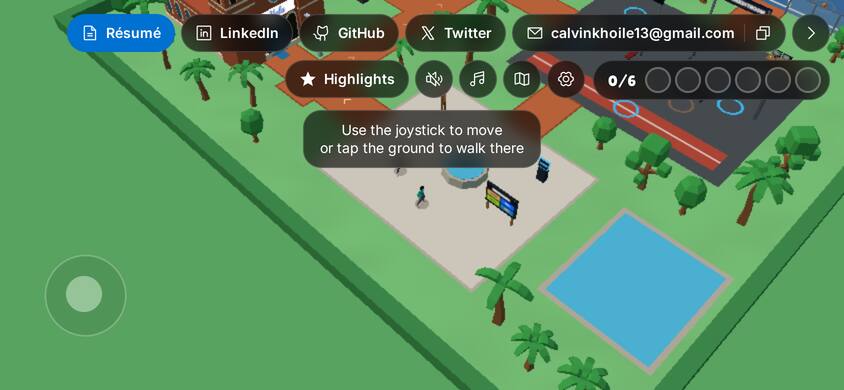 Résumé
LinkedIn
GitHub
Twitter
calvinkhoile13@gmail.com
Highlights
0/6
Use the joystick to move
or tap the ground to walk there